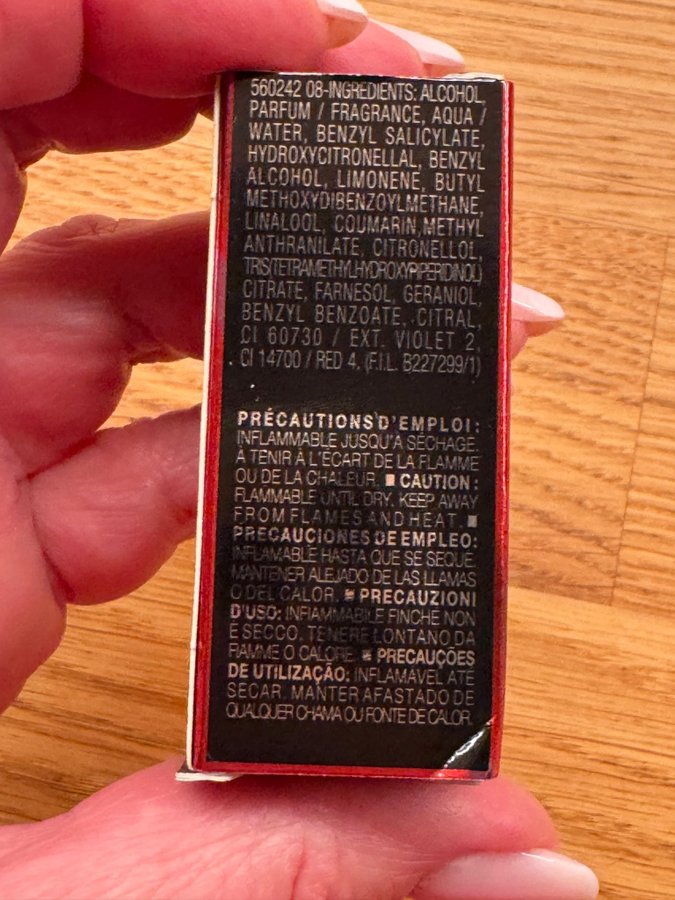 560242 08-INGREDIENTS: ALCOHOL,
PARFUM / FRAGRANCE, AQUA /
WATER, BENZYL SALICYLATE,
HYDROXYCITRONELLAL, BENZYL
ALCOHOL, LIMONENE, BUTYL
METHOXYDIBENZOYLMETHANE,
LINALOOL, COUMARIN, METHYL
ANTHRANILATE, CITRONELLOL,
TRIS(TETRAMETHYLHYDROXYPIPERIDINOL)
CITRATE, FARNESOL, GERANIOL,
BENZYL BENZOATE, CITRAL,
CI 60730 / EXT. VIOLET 2,
CI 14700 / RED 4, (F.I.L. B227299/1)
PRÉCAUTIONS D'EMPLOI:
INFLAMMABLE JUSQU'A SÉCHAGE.
À TENIR À L'ÉCART DE LA FLAMME
OU DE LA CHALEUR. ■ CAUTION:
FLAMMABLE UNTIL DRY. KEEP AWAY
FROM FLAMES AND HEAT. ■
PRECAUCIONES DE EMPLEO:
INFLAMABLE HASTA QUE SE SEQUE.
MANTENER ALEJADO DE LAS LLAMAS
O DEL CALOR. ■ PRECAUZIONI
D'USO: INFIAMMABILE FINCHE NON
E SECCO. TENERE LONTANO DA
FIAMME O CALORE. ■ PRECAUÇÕES
DE UTILIZAÇÃO: INFLAMAVEL ATÉ
SECAR. MANTER AFASTADO DE
QUALQUER CHAMA OU FONTE DE CALOR.